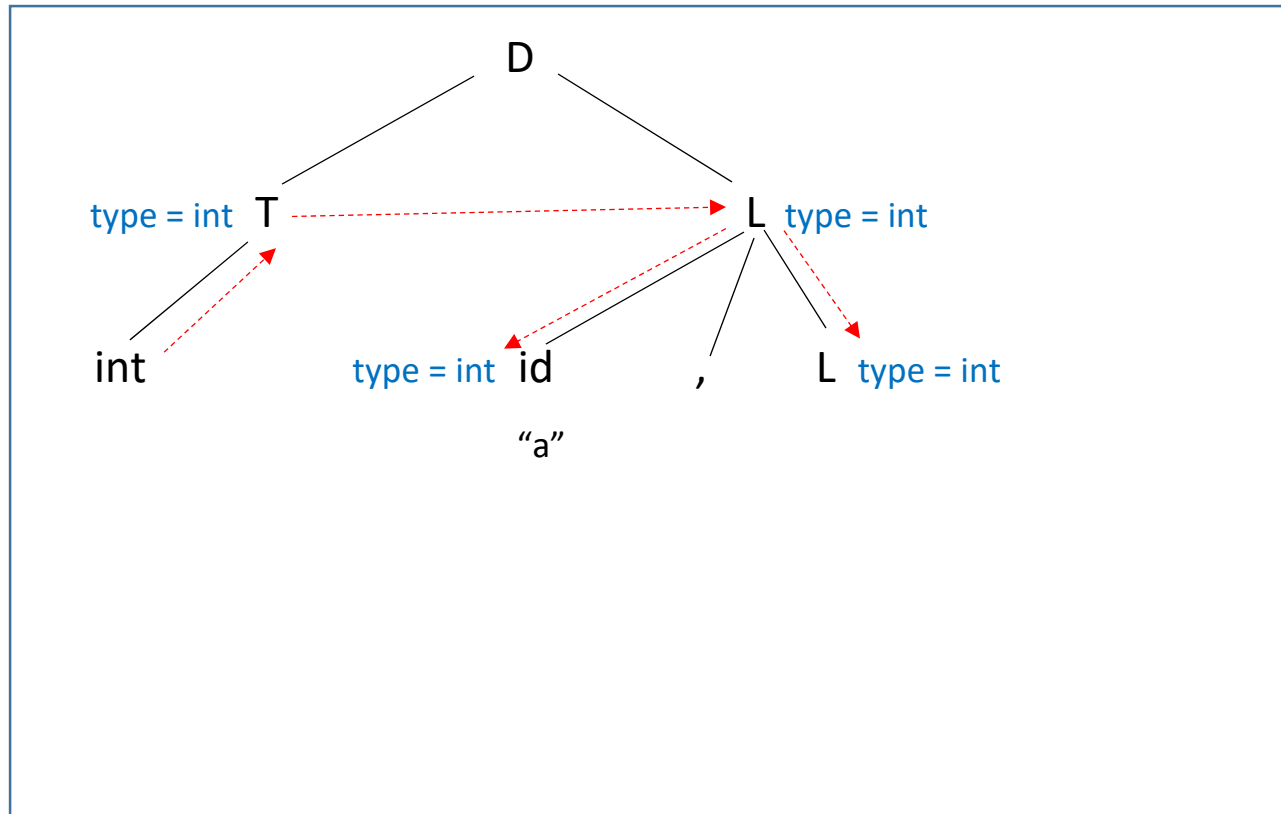 D
type = int T L type = int
int type = int id , L type = int
“a”